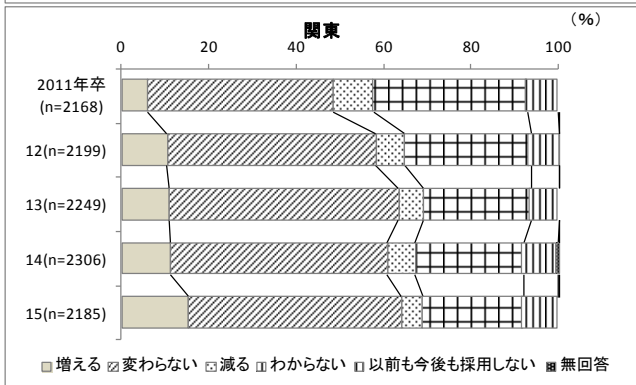 関東
(%)
0 20 40 60 80 100
2011年卒
(n=2168)
12(n=2199)
13(n=2249)
14(n=2306)
15(n=2185)
増える 変わらない 減る わからない 以前も今後も採用しない 無回答